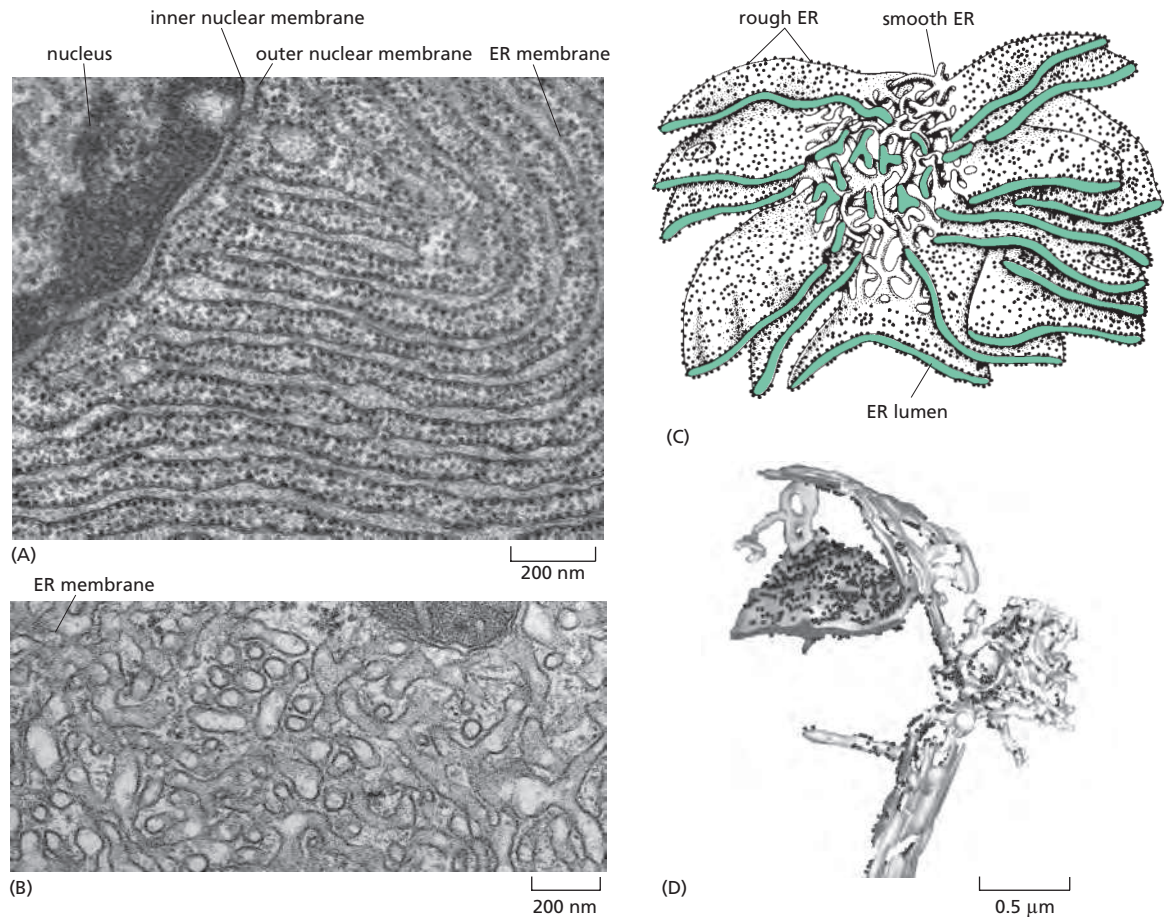 inner nuclear membrane
nucleus
outer nuclear membrane
ER membrane
(A)
200 nm
ER membrane
(B)
200 nm
rough ER
smooth ER
ER lumen
(C)
(D)
0.5 μm